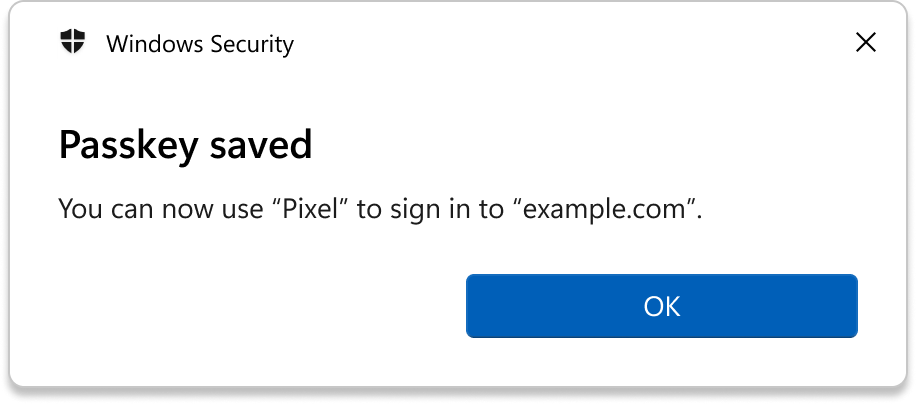 Windows Security
Passkey saved
You can now use “Pixel” to sign in to “example.com”.
OK